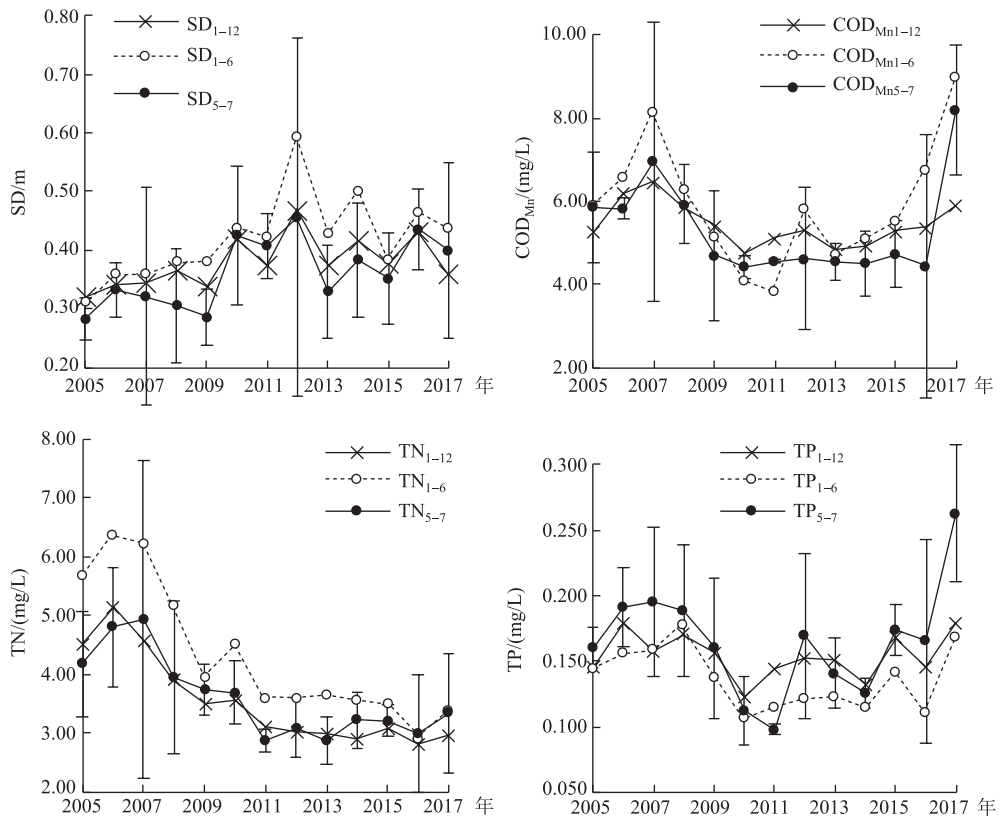 0.80
0.70
0.60
0.50
0.40
0.30
0.20
SD/m
SD1–12
SD1–6
SD5–7
2005 2007 2009 2011 2013 2015 2017 年
10.00
8.00
6.00
4.00
2.00
CODMn/(mg/L)
CODMn1–12
CODMn1–6
CODMn5–7
2005 2007 2009 2011 2013 2015 2017 年
8.00
7.00
6.00
5.00
4.00
3.00
2.00
TN/(mg/L)
TN1–12
TN1–6
TN5–7
2005 2007 2009 2011 2013 2015 2017 年
0.300
0.250
0.200
0.150
0.100
0.050
TP/(mg/L)
TP1–12
TP1–6
TP5–7
2005 2007 2009 2011 2013 2015 2017 年